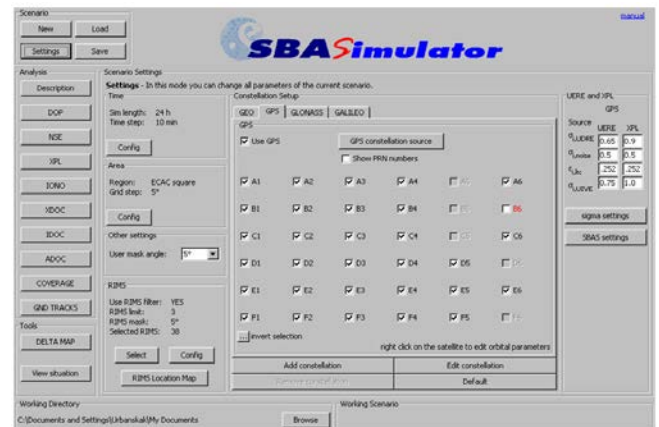 Scenario
New Load
Settings Save
SBASimulator
manual
Analysis
Description
DOP
NSE
XPL
IONO
XDOC
IDOC
ADOC
COVERAGE
GND TRACKS
Tools
DELTA MAP
View situation
Scenario Settings
Settings - In this mode you can change all parameters of the current scenario.
Time
Sim length: 24 h
Time step: 10 min
Config
Area
Region: ECAC square
Grid step: 5°
Config
Other settings
User mask angle: 5°
RIMS
Use RIMS filter: YES
RIMS limit: 3
RIMS mask: 5°
Selected RIMS: 38
Select Config
RIMS Location Map
Constellation Setup
GEO GPS GLONASS GALILEO
GPS
Use GPS GPS constellation source
Show PRN numbers
A1 A2 A3 A4 A6
B1 B2 B3 B4 B6
C1 C2 C3 C4 C6
D1 D2 D3 D4 D5
E1 E2 E3 E4 E5 E6
F1 F2 F3 F4 F5
... invert selection
right click on the satellite to edit orbital parameters
Add constellation Edit constellation
Remove constellation Default
UERE and XPL
GPS
Source UERE XPL
σi,UDRE 0.65 0.9
0.5 0.5
.252 .252
σi,UEVE 0.75 1.0
sigma settings
SBAS settings
Working Directory
C:\Documents and Settings\Urbanskak\My Documents
Browse
Working Scenario